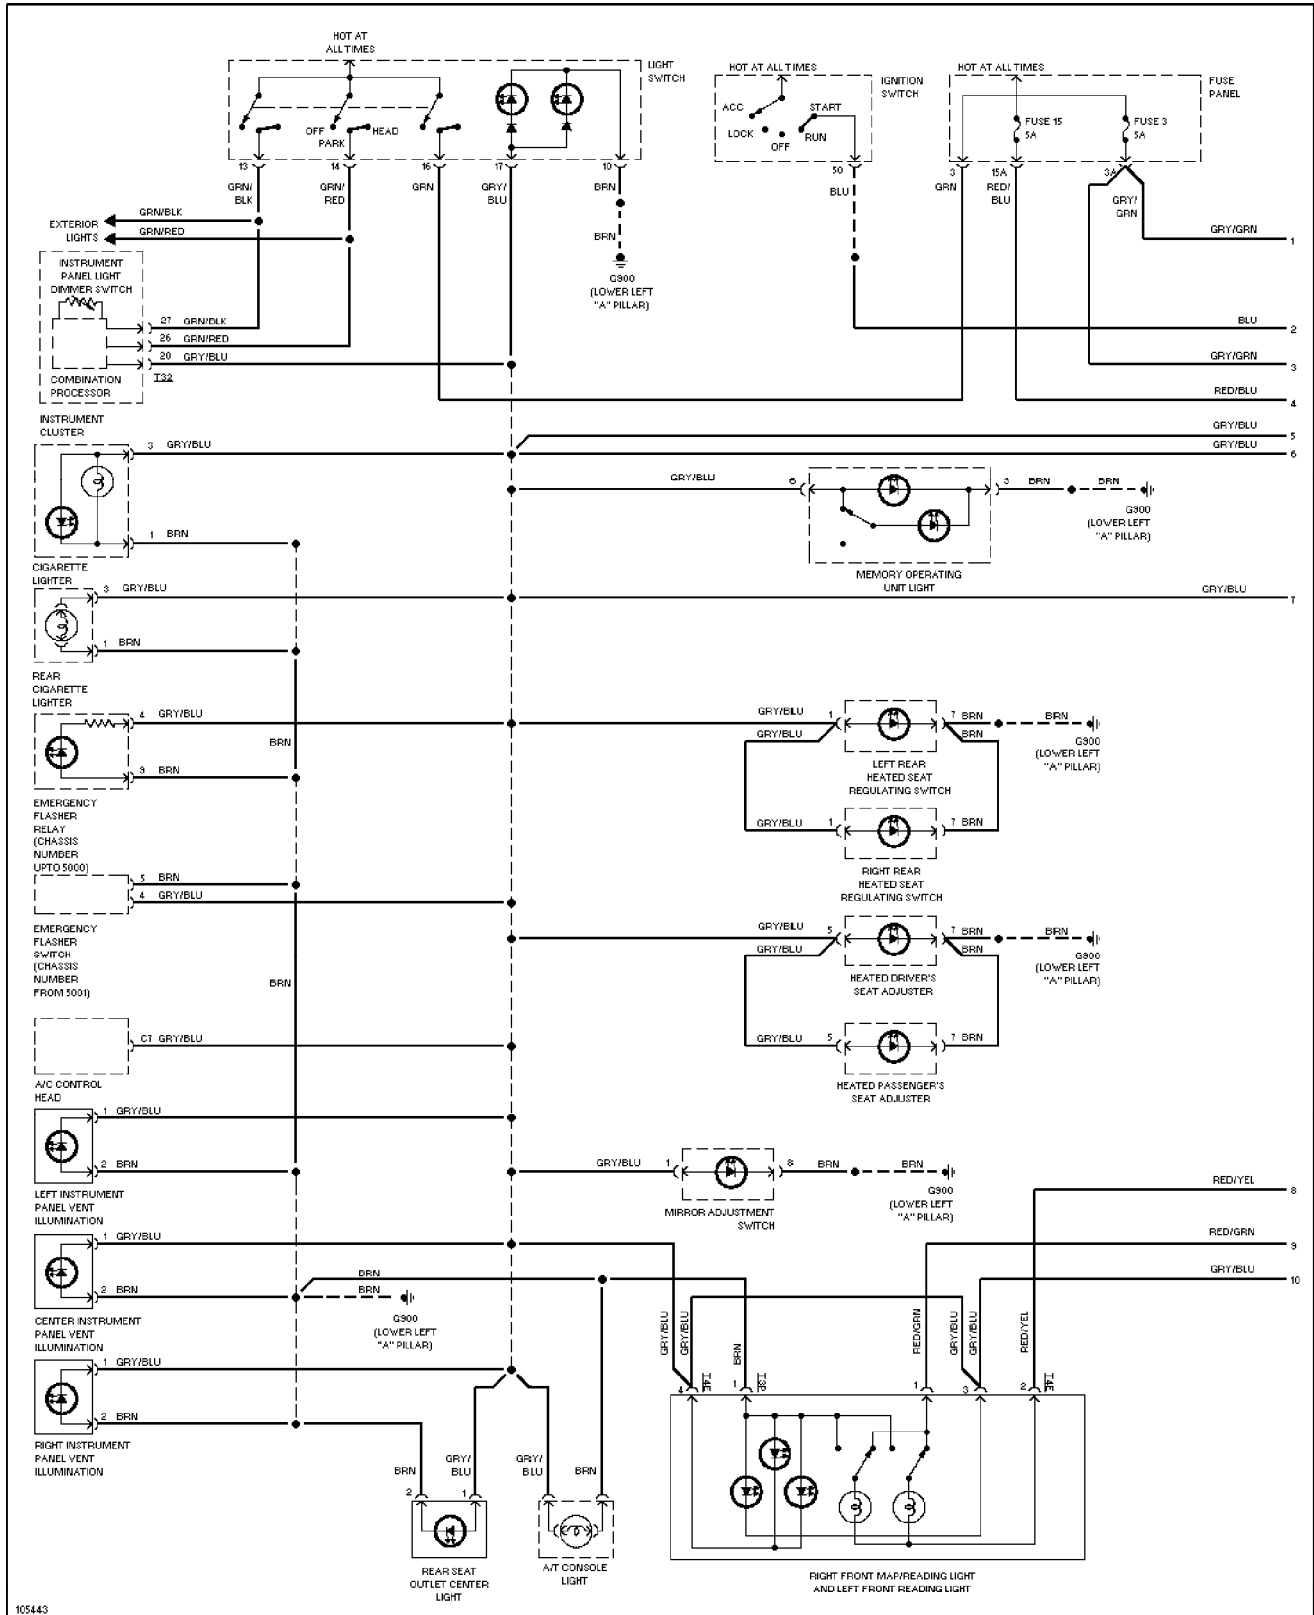 HOT AT
ALL TIMES
LIGHT
SWITCH
HOT AT ALL TIMES
IGNITION
SWITCH
HOT AT ALL TIMES
FUSE
PANEL
OFF
PARK
HEAD
ACC
LOCK
OFF
START
RUN
FUSE 15
5A
FUSE 3
5A
13
14
16
17
10
50
3
15A
3A
GRN/
BLK
GRN/
RED
GRN
GRY/
BLU
BRN
BLU
GRN
RED/
BLU
GRY/
GRN
EXTERIOR
LIGHTS
GRN/BLK
GRN/RED
BRN
G900
(LOWER LEFT
"A" PILLAR)
GRY/GRN 1
INSTRUMENT
PANEL LIGHT
DIMMER SWITCH
27 GRN/BLK
26 GRN/RED
20 GRY/BLU
T32
COMBINATION
PROCESSOR
BLU 2
GRY/GRN 3
RED/BLU 4
INSTRUMENT
CLUSTER
3 GRY/BLU
GRY/BLU 5
GRY/BLU 6
1 BRN
CIGARETTE
LIGHTER
GRY/BLU 6
3 BRN BRN
G900
(LOWER LEFT
"A" PILLAR)
MEMORY OPERATING
UNIT LIGHT
3 GRY/BLU
GRY/BLU 7
1 BRN
REAR
CIGARETTE
LIGHTER
4 GRY/BLU
BRN
9 BRN
EMERGENCY
FLASHER
RELAY
(CHASSIS
NUMBER
UPTO 5000)
GRY/BLU 1
GRY/BLU
7 BRN BRN
BRN
G900
(LOWER LEFT
"A" PILLAR)
LEFT REAR
HEATED SEAT
REGULATING SWITCH
GRY/BLU 1
7 BRN
RIGHT REAR
HEATED SEAT
REGULATING SWITCH
5 BRN
4 GRY/BLU
EMERGENCY
FLASHER
SWITCH
(CHASSIS
NUMBER
FROM 5001)
BRN
GRY/BLU 5
GRY/BLU
7 BRN BRN
BRN
G900
(LOWER LEFT
"A" PILLAR)
HEATED DRIVER'S
SEAT ADJUSTER
GRY/BLU 5
7 BRN
HEATED PASSENGER'S
SEAT ADJUSTER
C7 GRY/BLU
A/C CONTROL
HEAD
1 GRY/BLU
2 BRN
LEFT INSTRUMENT
PANEL VENT
ILLUMINATION
GRY/BLU 1
8 BRN BRN
G900
(LOWER LEFT
"A" PILLAR)
MIRROR ADJUSTMENT
SWITCH
RED/YEL 8
RED/GRN 9
GRY/BLU 10
1 GRY/BLU
2 BRN
BRN
BRN
G900
(LOWER LEFT
"A" PILLAR)
CENTER INSTRUMENT
PANEL VENT
ILLUMINATION
1 GRY/BLU
2 BRN
RIGHT INSTRUMENT
PANEL VENT
ILLUMINATION
GRY/BLU
GRY/BLU
BRN
RED/GRN
GRY/BLU
GRY/BLU
RED/YEL
4
T4F
1
1
3
2
T4E
BRN
GRY/
BLU
GRY/
BLU
BRN
2
1
REAR SEAT
OUTLET CENTER
LIGHT
A/T CONSOLE
LIGHT
RIGHT FRONT MAP/READING LIGHT
AND LEFT FRONT READING LIGHT
105443